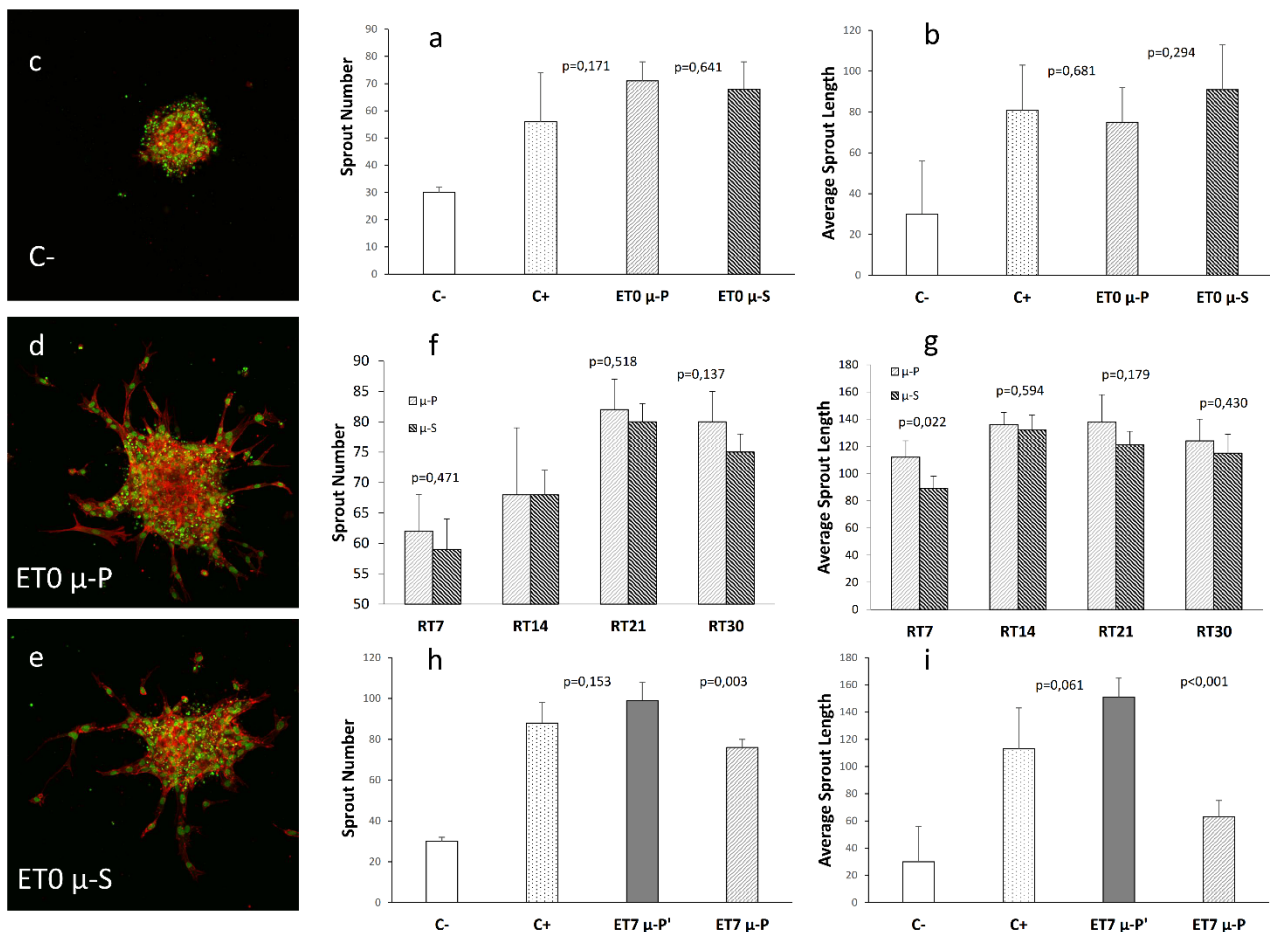 c
C-
a
Sprout Number
90
80
70
60
50
40
30
20
10
0
p=0,171
p=0,641
C-
C+
ET0 μ-P
ET0 μ-S
b
Average Sprout Length
120
100
80
60
40
20
0
p=0,681
p=0,294
C-
C+
ET0 μ-P
ET0 μ-S
d
ET0 μ-P
f
Sprout Number
90
85
80
75
70
65
60
55
50
μ-P
μ-S
p=0,471
p=0,518
p=0,137
RT7
RT14
RT21
RT30
g
Average Sprout Length
180
160
140
120
100
80
60
40
20
0
μ-P
μ-S
p=0,022
p=0,594
p=0,179
p=0,430
RT7
RT14
RT21
RT30
e
ET0 μ-S
h
Sprout Number
120
100
80
60
40
20
0
p=0,153
p=0,003
C-
C+
ET7 μ-P'
ET7 μ-P
i
Average Sprout Length
180
160
140
120
100
80
60
40
20
0
p=0,061
p<0,001
C-
C+
ET7 μ-P'
ET7 μ-P